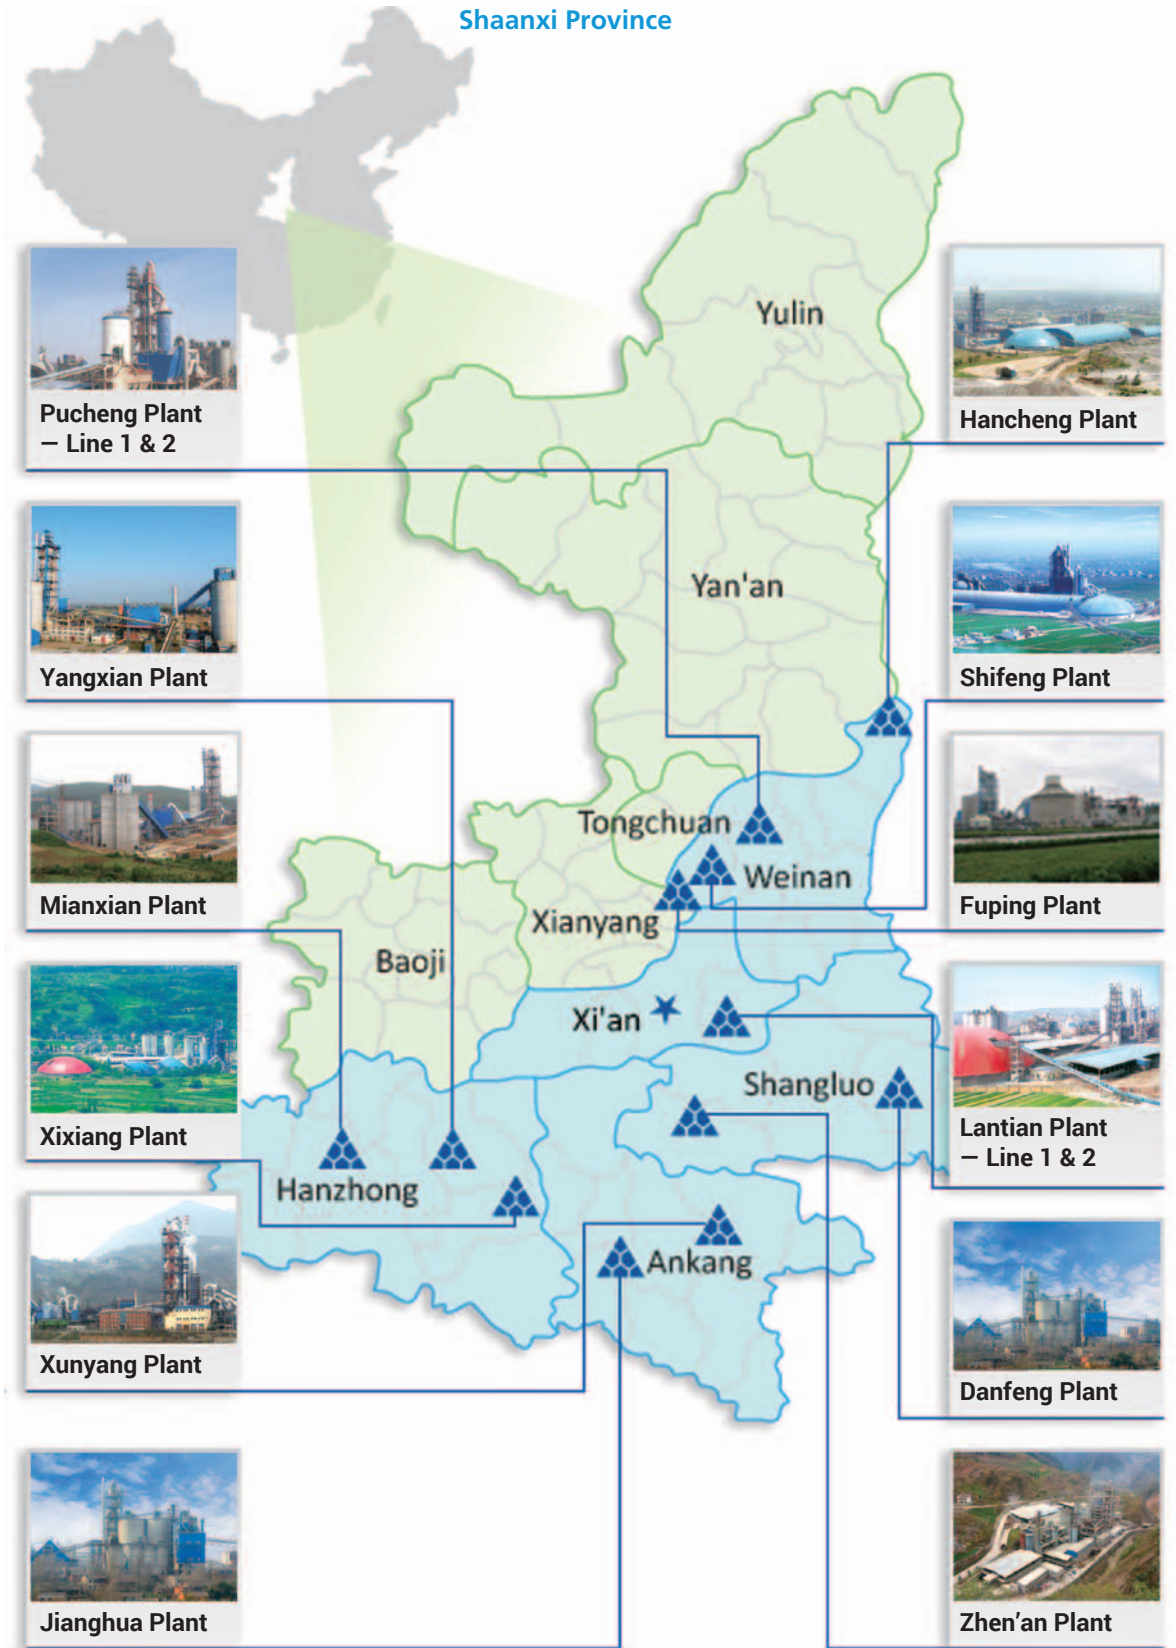 Shaanxi Province
Pucheng Plant
— Line 1 & 2
Yangxian Plant
Mianxian Plant
Xixiang Plant
Xunyang Plant
Jianghua Plant
Yulin
Yan'an
Tongchuan
Weinan
Xianyang
Baoji
Xi'an
Shangluo
Hanzhong
Ankang
Hancheng Plant
Shifeng Plant
Fuping Plant
Lantian Plant
— Line 1 & 2
Danfeng Plant
Zhen’an Plant